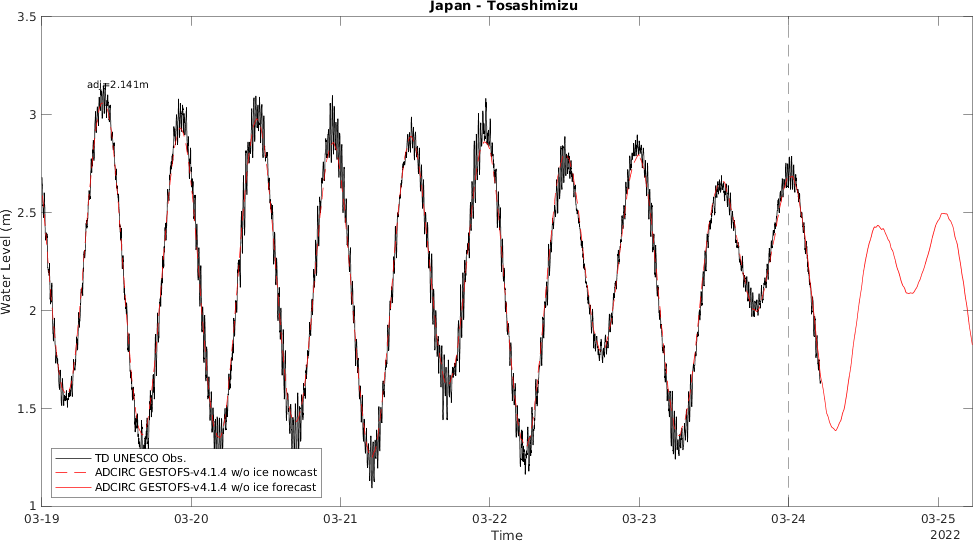 Japan - Tosashimizu
3.5
3
2.5
2
1.5
1
Water Level (m)
adj=2.141m
TD UNESCO Obs.
ADCIRC GESTOFS-v4.1.4 w/o ice nowcast
ADCIRC GESTOFS-v4.1.4 w/o ice forecast
03-19
03-20
03-21
03-22
03-23
03-24
03-25
Time
2022